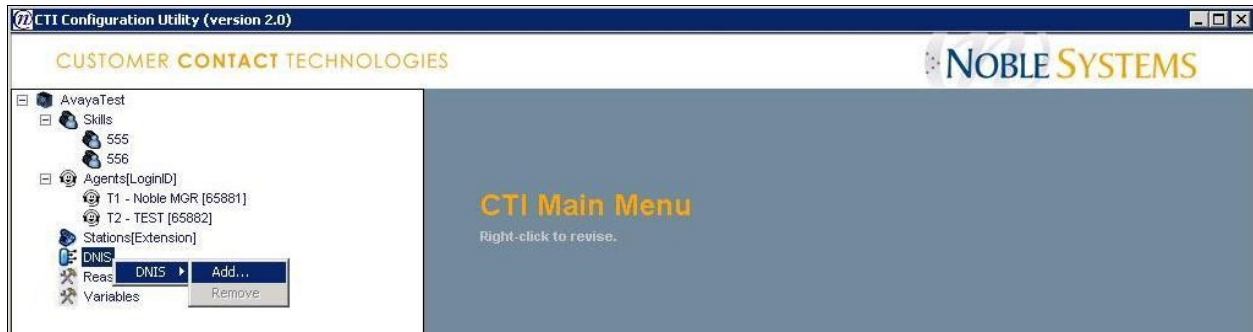 CTI Configuration Utility (version 2.0)
CUSTOMER CONTACT TECHNOLOGIES
NOBLE SYSTEMS
AvayaTest
Skills
555
556
Agents[LoginID]
T1 - Noble MGR [65881]
T2 - TEST [65882]
Stations[Extension]
DNIS
DNIS
Add...
Reas
Remove
Variables
CTI Main Menu
Right-click to revise.